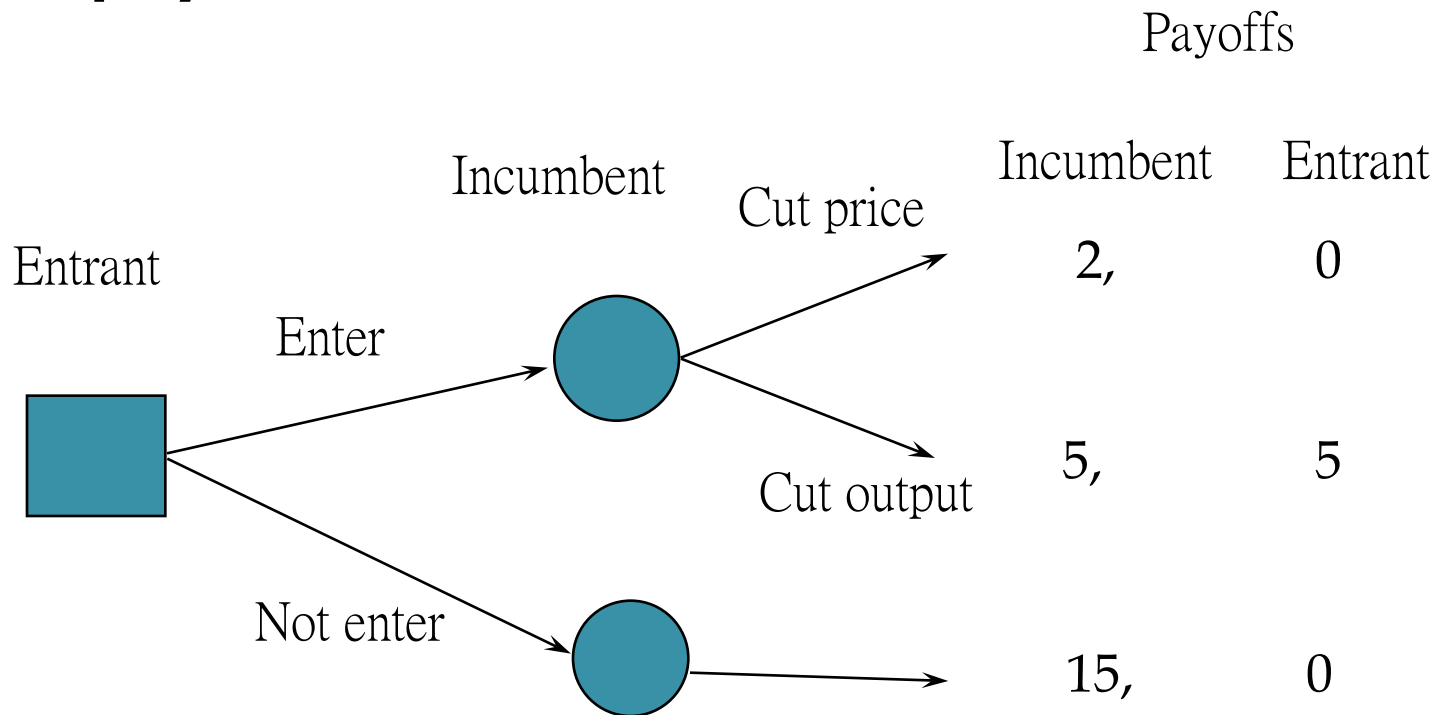 Payoffs
Incumbent Entrant
Incumbent
Cut price
2, 0
Entrant
Enter
5, 5
Cut output
Not enter
15, 0